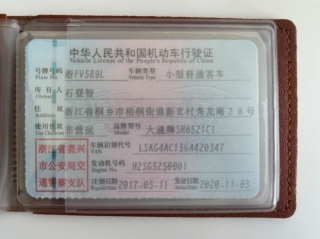 中华人民共和国机动车行驶证
Vehicle License of the People's Republic of China
号牌号码 浙FV589L 车辆类型 小型普通客车
Plate No. Vehicle Type
所有人 石登智
Owner
住址 浙江省桐乡市梧桐街道新农村秀龙南28号
Address
使用性质 非营运 品牌型号 大通牌SH6521C1
Use Character Model
浙江省嘉兴 车辆识别代号 LSKG4AC15GA420347
市公安局交 VIN
通警察支队 发动机号码 H2SG5250001
Engine No.
注册日期 2017-05-11 发证日期 2020-11-03
Register Date Issue Date